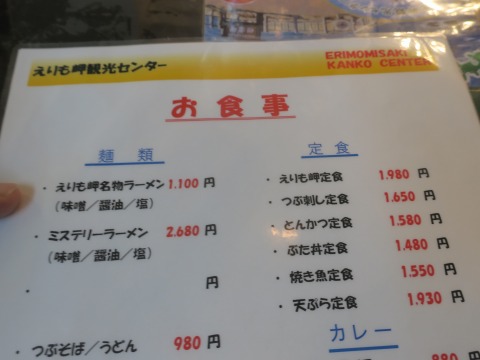 えりも岬観光センター
ERIMOMISAKI
KANKO CENTER
お食事
麺類
・えりも岬名物ラーメン 1.100 円
(味噌/醤油/塩)
・ミステリーラーメン 2.680 円
(味噌/醤油/塩)
・ 円
・つぶそば/うどん 980 円
定食
・えりも岬定食 1.980 円
・つぶ刺し定食 1.650 円
・とんかつ定食 1.580 円
・ぶた丼定食 1.480 円
・焼き魚定食 1.550 円
・天ぷら定食 1.930 円
カレー
880 円